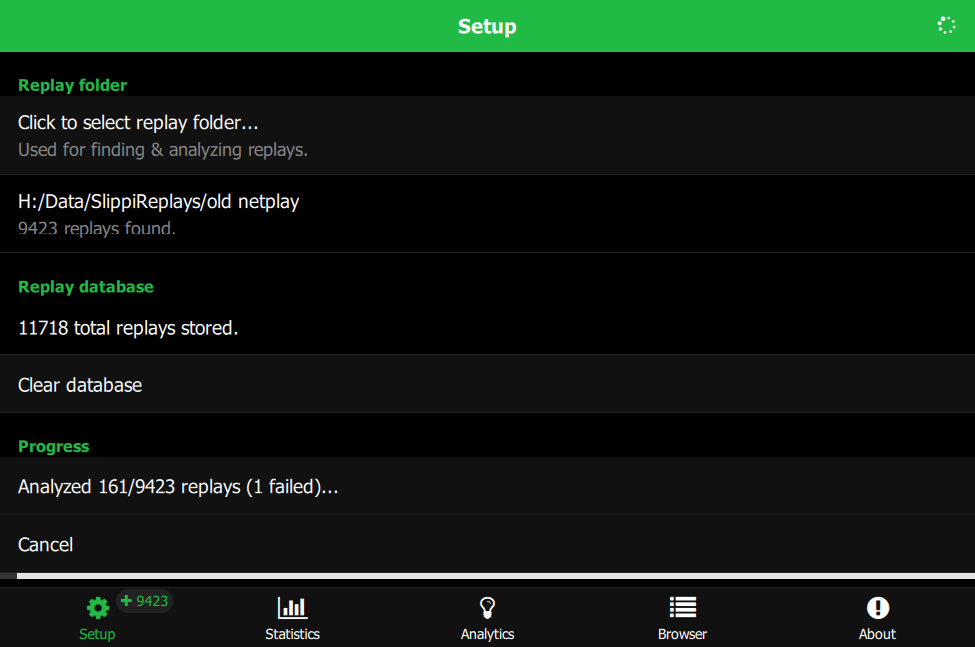 Setup
Replay folder
Click to select replay folder...
Used for finding & analyzing replays.
H:/Data/SlippiReplays/old netplay
9423 replays found.
Replay database
11718 total replays stored.
Clear database
Progress
Analyzed 161/9423 replays (1 failed)...
Cancel
+ 9423
Setup
Statistics
Analytics
Browser
About